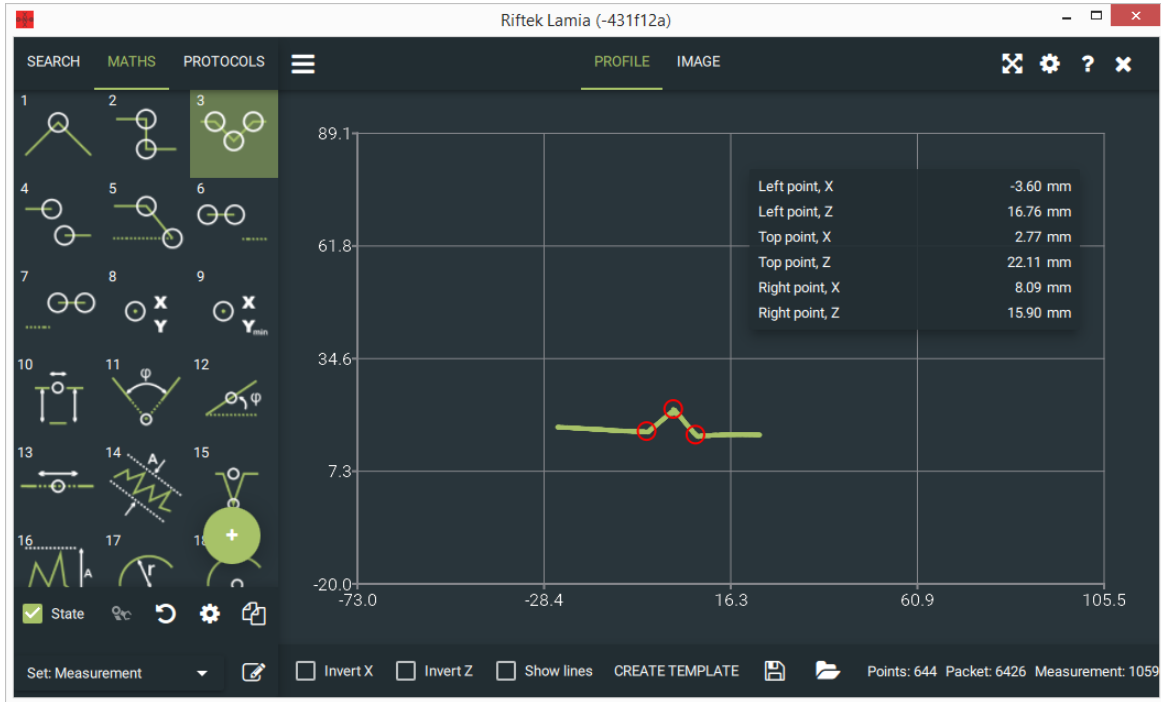 Riftek Lamia (-431f12a)
SEARCH MATHS PROTOCOLS
PROFILE IMAGE
?
1 2 3
4 5 6
7 8 9
X Y
X Ymin
10 11 12
φ
φ
13 14 15
A
+
16 17
A
r
State
Set: Measurement
89.1
61.8
34.6
7.3
-20.0
-73.0 -28.4 16.3 60.9 105.5
Left point, X -3.60 mm
Left point, Z 16.76 mm
Top point, X 2.77 mm
Top point, Z 22.11 mm
Right point, X 8.09 mm
Right point, Z 15.90 mm
Invert X Invert Z Show lines CREATE TEMPLATE Points: 644 Packet: 6426 Measurement: 1059